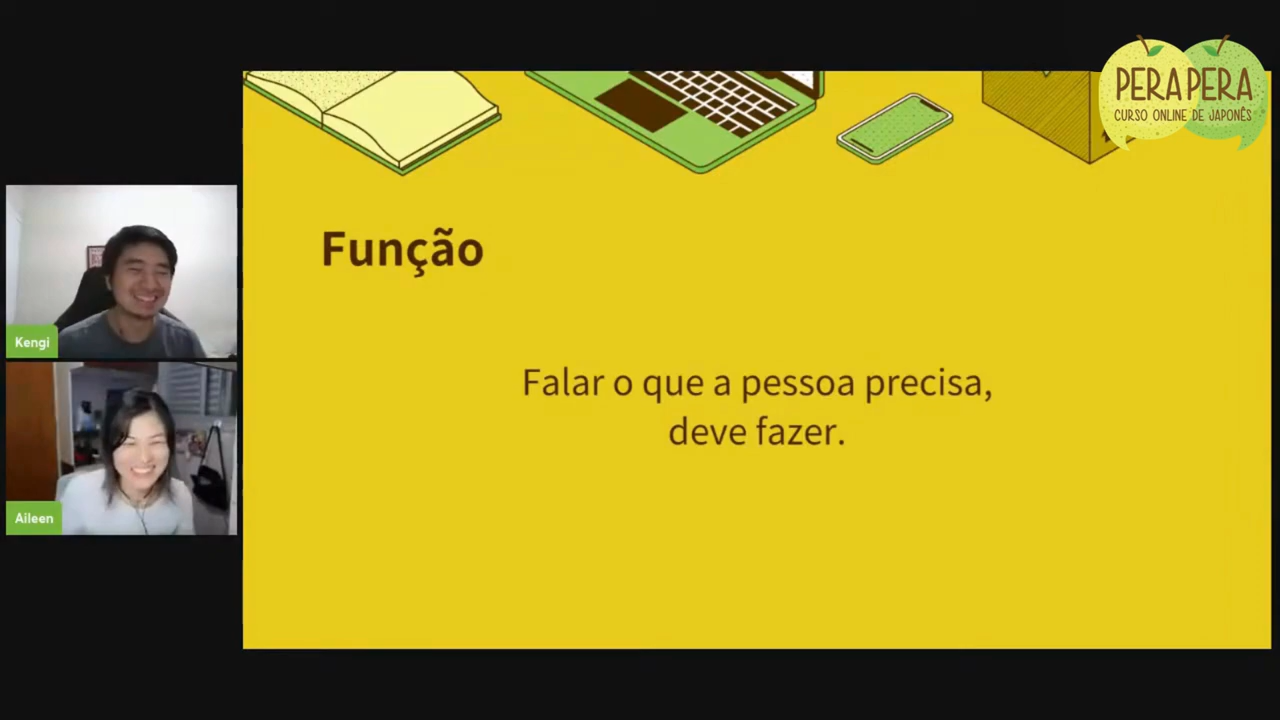 PERA PERA
CURSO ONLINE DE JAPONÊS
Função
Falar o que a pessoa precisa,
deve fazer.
Kengi
Aileen